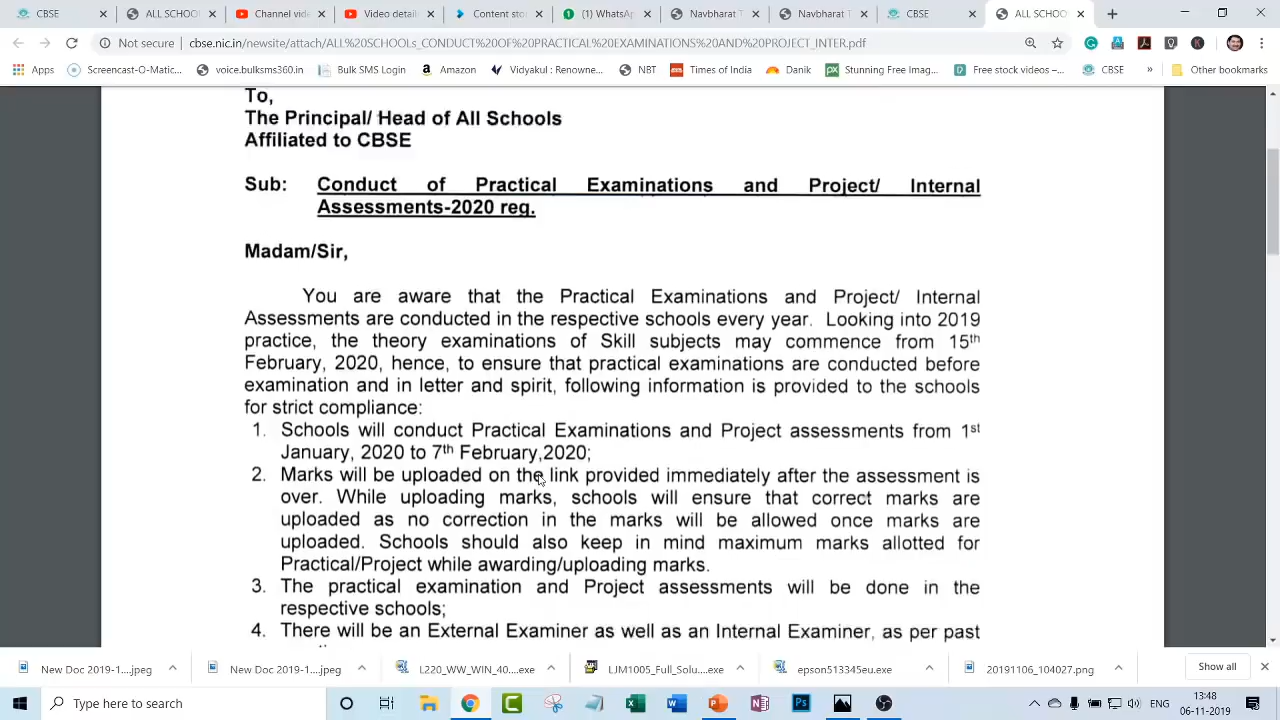 CBSE
ALL SCHOO
Video details
Video detail
Content sto
(1) WhatsAp
Navbharat T
Navbharat T
CBSE
ALL SCHOO
Not secure
cbse.nic.in/newsite/attach/ALL%20SCHOOLS-CONDUCT%20OF%20PRACTICAL%20EXAMINATIONS%20AND%20PROJECT_INTER.pdf
Apps
Screencast-O-Matic...
voice.bulksms360.in
Bulk SMS Login
Amazon
Vidyakul : Renowne...
NBT
Times of India
Danik
Stunning Free Imag...
Free stock videos –...
CBSE
»
Other bookmarks
To,
The Principal/ Head of All Schools
Affiliated to CBSE
Sub: Conduct of Practical Examinations and Project/ Internal
Assessments-2020 reg.
Madam/Sir,
You are aware that the Practical Examinations and Project/ Internal
Assessments are conducted in the respective schools every year. Looking into 2019
practice, the theory examinations of Skill subjects may commence from 15th
February, 2020, hence, to ensure that practical examinations are conducted before
examination and in letter and spirit, following information is provided to the schools
for strict compliance:
1. Schools will conduct Practical Examinations and Project assessments from 1st
January, 2020 to 7th February,2020;
2. Marks will be uploaded on the link provided immediately after the assessment is
over. While uploading marks, schools will ensure that correct marks are
uploaded as no correction in the marks will be allowed once marks are
uploaded. Schools should also keep in mind maximum marks allotted for
Practical/Project while awarding/uploading marks.
3. The practical examination and Project assessments will be done in the
respective schools;
4. There will be an External Examiner as well as an Internal Examiner, as per past
New Doc 2019-1....jpeg
New Doc 2019-1....jpeg
L220_WW_WIN_40....exe
LJM1005_Full_Solu....exe
epson513345eu.exe
20191106_104027.png
Show all
Type here to search
ENG
13:48
06-11-2019